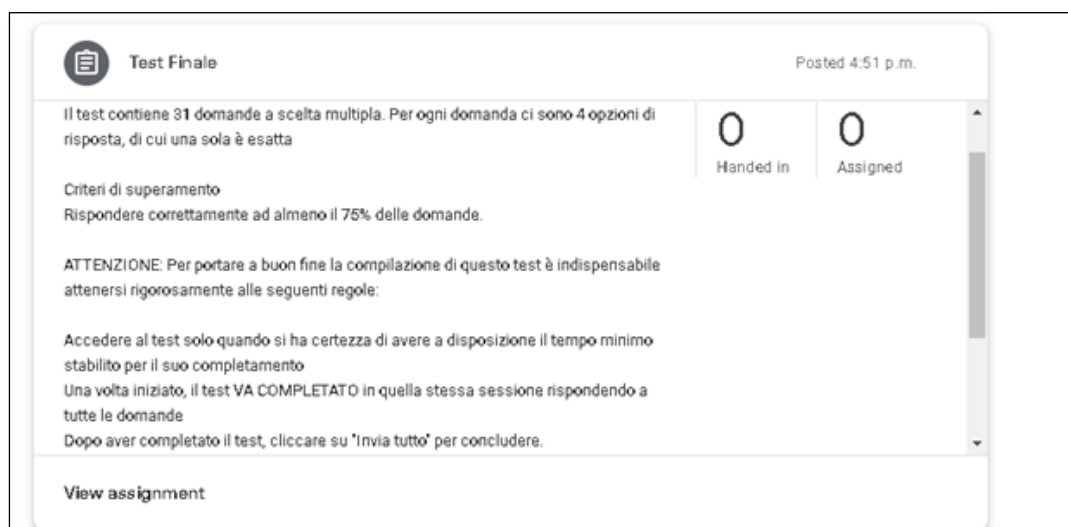 Test Finale
Posted 4:51 p.m.
Il test contiene 31 domande a scelta multipla. Per ogni domanda ci sono 4 opzioni di
risposta, di cui una sola è esatta
0
Handed in
0
Assigned
Criteri di superamento
Rispondere correttamente ad almeno il 75% delle domande.
ATTENZIONE: Per portare a buon fine la compilazione di questo test è indispensabile
attenersi rigorosamente alle seguenti regole:
Accedere al test solo quando si ha certezza di avere a disposizione il tempo minimo
stabilito per il suo completamento
Una volta iniziato, il test VA COMPLETATO in quella stessa sessione rispondendo a
tutte le domande
Dopo aver completato il test, cliccare su "Invia tutto" per concludere.
View assignment